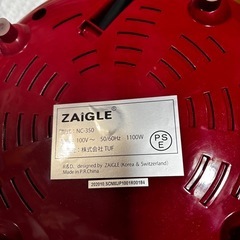 ZAiGLE
NC-350
100V 50/60Hz 1100W
株式会社 TUF
PS
E
R&D, designed by ZAIGLE (Korea & Switzerland)
Made in P.R.China